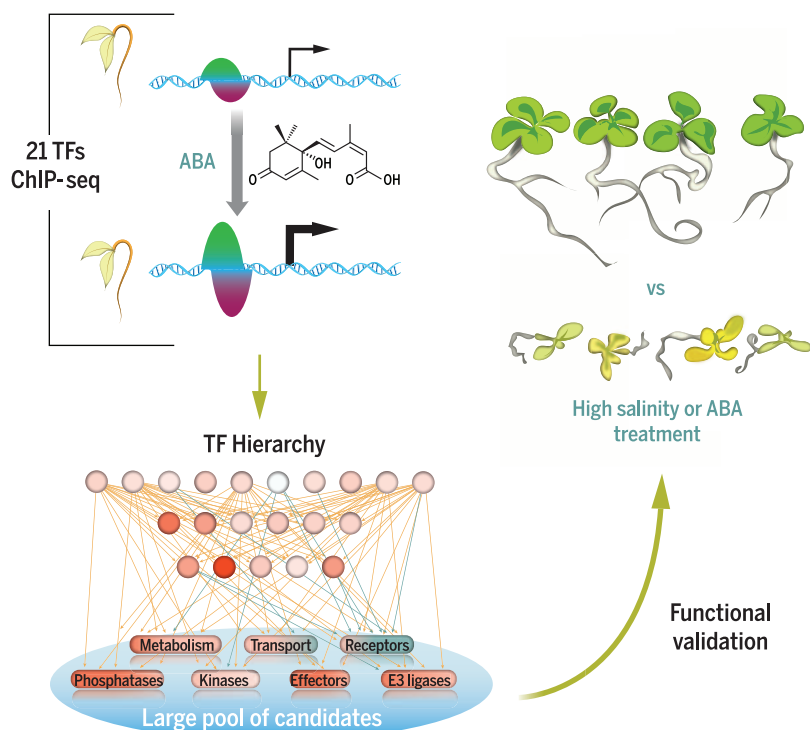 21 TFs
ChIP-seq
ABA
OH
O
O
OH
vs
High salinity or ABA
treatment
TF Hierarchy
Metabolism
Transport
Receptors
Phosphatases
Kinases
Effectors
E3 ligases
Large pool of candidates
Functional
validation